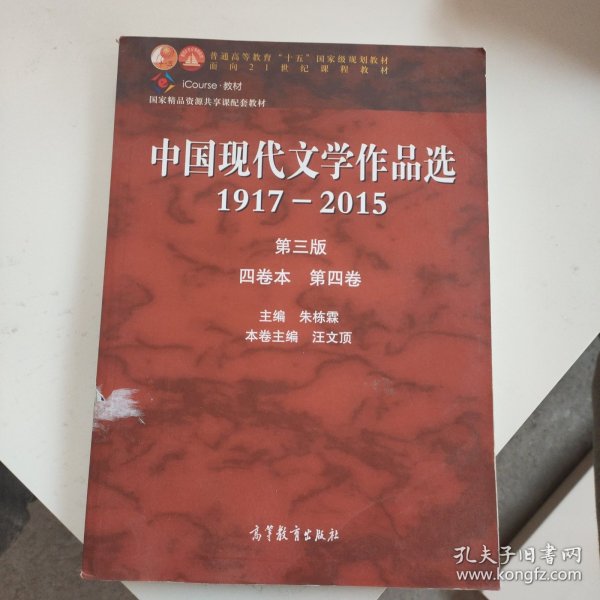 普通高等教育“十五”国家级规划教材
面向21世纪课程教材
iCourse·教材
国家精品资源共享课配套教材
中国现代文学作品选
1917－2015
第三版
四卷本 第四卷
主编 朱栋霖
本卷主编 汪文顶
高等教育出版社
孔夫子旧书网
www.kongfz.com